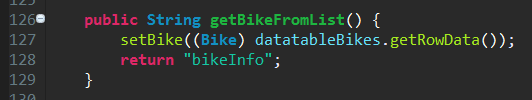 126 public String getBikeFromList() {
127 setBike((Bike) datatableBikes.getRowData());
128 return "bikeInfo";
129 }